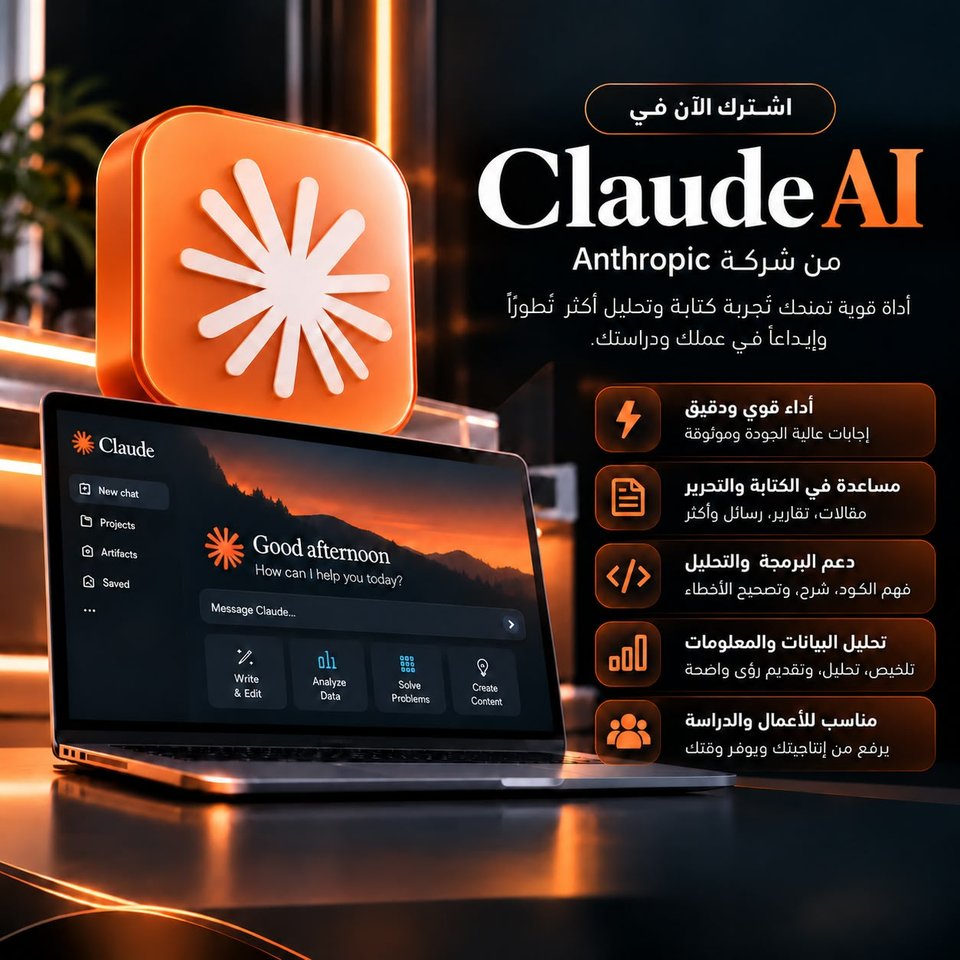 اشترك الآن في
Claude AI
من شركة Anthropic
أداة قوية تمنحك تُجربة كتابة وتحليل أكثر تُطورًاً
وإبداعاً في عملك ودراستك.
أداء قوي ودقيق
إجابات عالية الجودة وموثوقة
مساعدة في الكتابة والتحرير
مقالات، تقارير، رسائل وأكثر
دعم البرمجة والتحليل
فهم الكود، شرح، وتصحيح الأخطاء
تحليل البيانات والمعلومات
تلخيص، تحليل، وتقديم رؤى واضحة
مناسب للأعمال والدراسة
يرفع من إنتاجيتك ويوفر وقتك
Claude
New chat
Projects
Artifacts
Saved
Good afternoon
How can I help you today?
Message Claude...
Write
& Edit
Analyze
Data
Solve
Problems
Create
Content